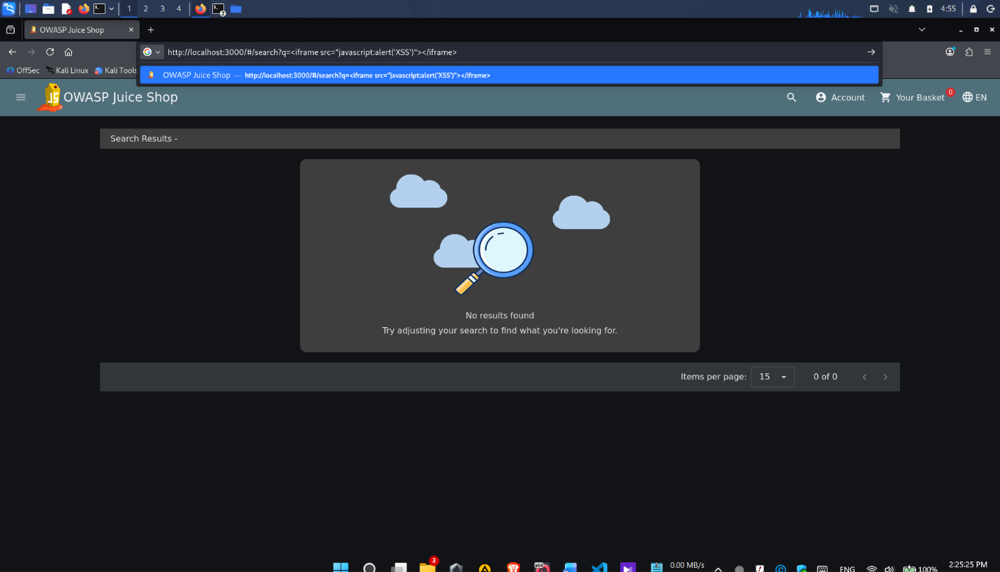 1 2 3 4 2 4:55
OWASP Juice Shop
http://localhost:3000/#/search?q=<iframe src="javascript:alert('XSS')"></iframe>
OffSec Kali Linux Kali Tools
OWASP Juice Shop — http://localhost:3000/#/search?q=<iframe src="javascript:alert('XSS')"></iframe>
JS OWASP Juice Shop Account Your Basket 0 EN
Search Results -
No results found
Try adjusting your search to find what you're looking for.
Items per page: 15 0 of 0
3 0.00 MB/s ENG 100% 2:25:25 PM